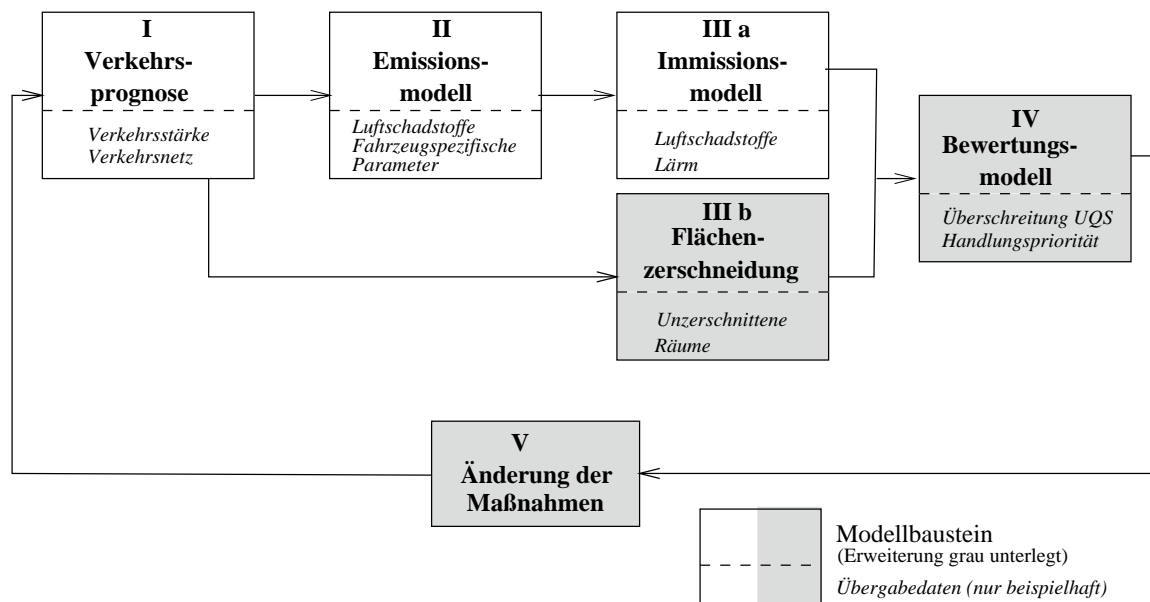 I
Verkehrs-
prognose
Verkehrsstärke
Verkehrsnetz
II
Emissions-
modell
Luftschadstoffe
Fahrzeugspezifische
Parameter
III a
Immissions-
modell
Luftschadstoffe
Lärm
III b
Flächen-
zerschneidung
Unzerschnittene
Räume
IV
Bewertungs-
modell
Überschreitung UQS
Handlungspriorität
V
Änderung der
Maßnahmen
Modellbaustein
(Erweiterung grau unterlegt)
Übergabedaten (nur beispielhaft)